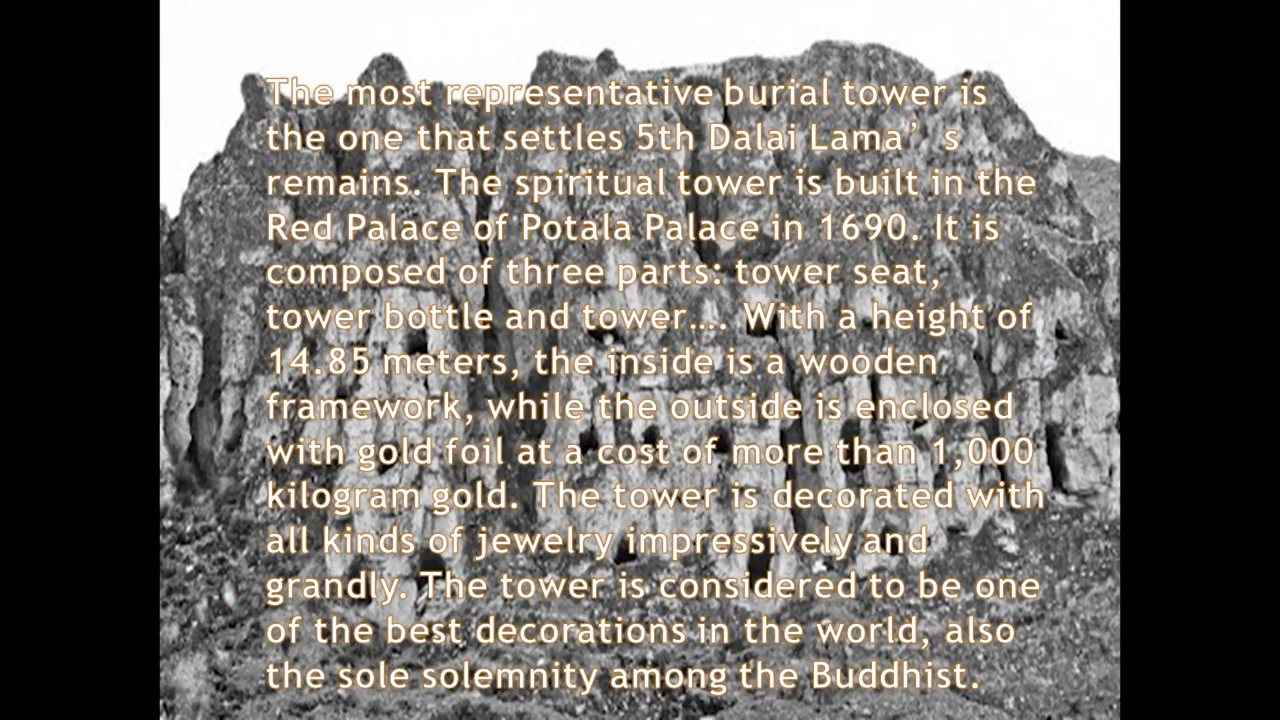 The most representative burial tower is
the one that settles 5th Dalai Lama’ s
remains. The spiritual tower is built in the
Red Palace of Potala Palace in 1690. It is
composed of three parts: tower seat,
tower bottle and tower…. With a height of
14.85 meters, the inside is a wooden
framework, while the outside is enclosed
with gold foil at a cost of more than 1,000
kilogram gold. The tower is decorated with
all kinds of jewelry impressively and
grandly. The tower is considered to be one
of the best decorations in the world, also
the sole solemnity among the Buddhist.